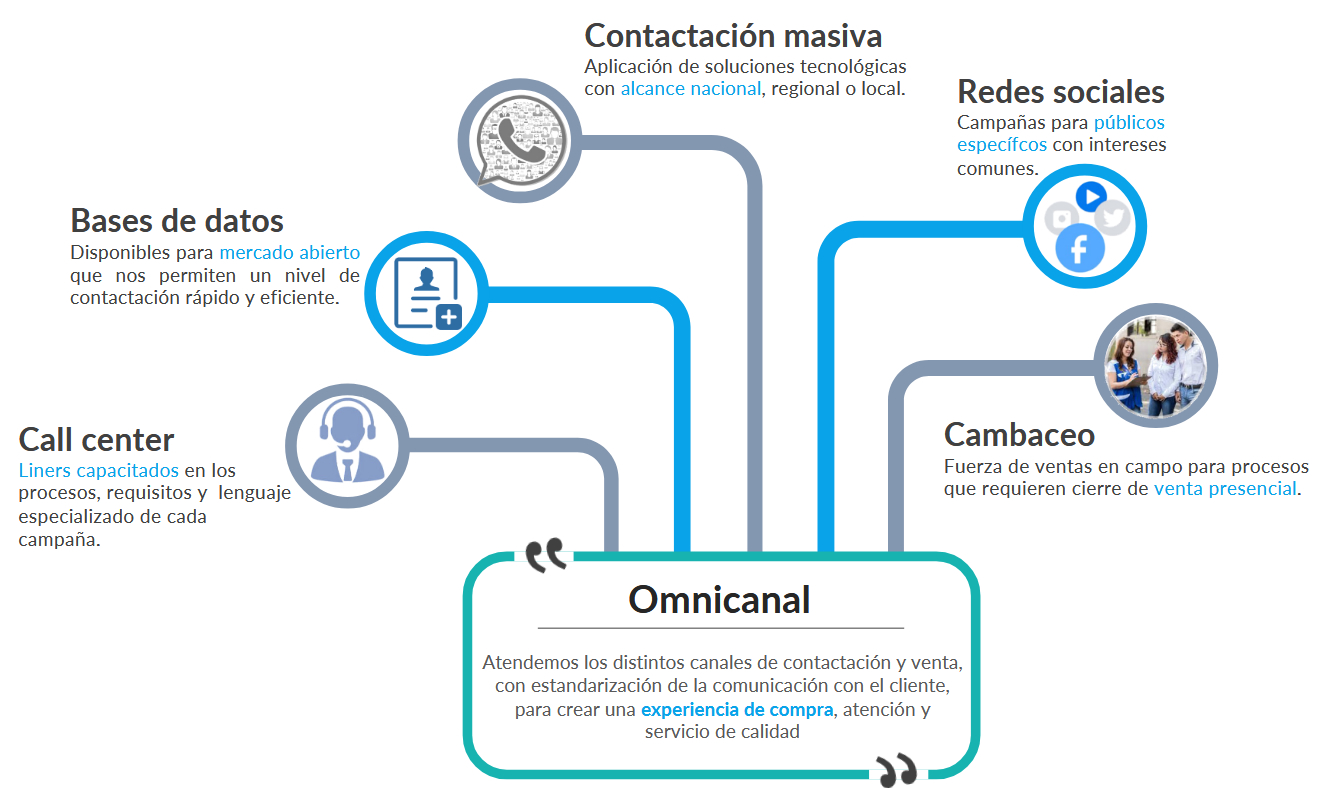 Contactación masiva
Aplicación de soluciones tecnológicas
con alcance nacional, regional o local.
Redes sociales
Campañas para públicos
específcos con intereses
comunes.
Bases de datos
Disponibles para mercado abierto
que nos permiten un nivel de
contactación rápido y eficiente.
Call center
Liners capacitados en los
procesos, requisitos y lenguaje
especializado de cada
campaña.
Cambaceo
Fuerza de ventas en campo para procesos
que requieren cierre de venta presencial.
“
Omnicanal
Atendemos los distintos canales de contactación y venta,
con estandarización de la comunicación con el cliente,
para crear una experiencia de compra, atención y
servicio de calidad
”